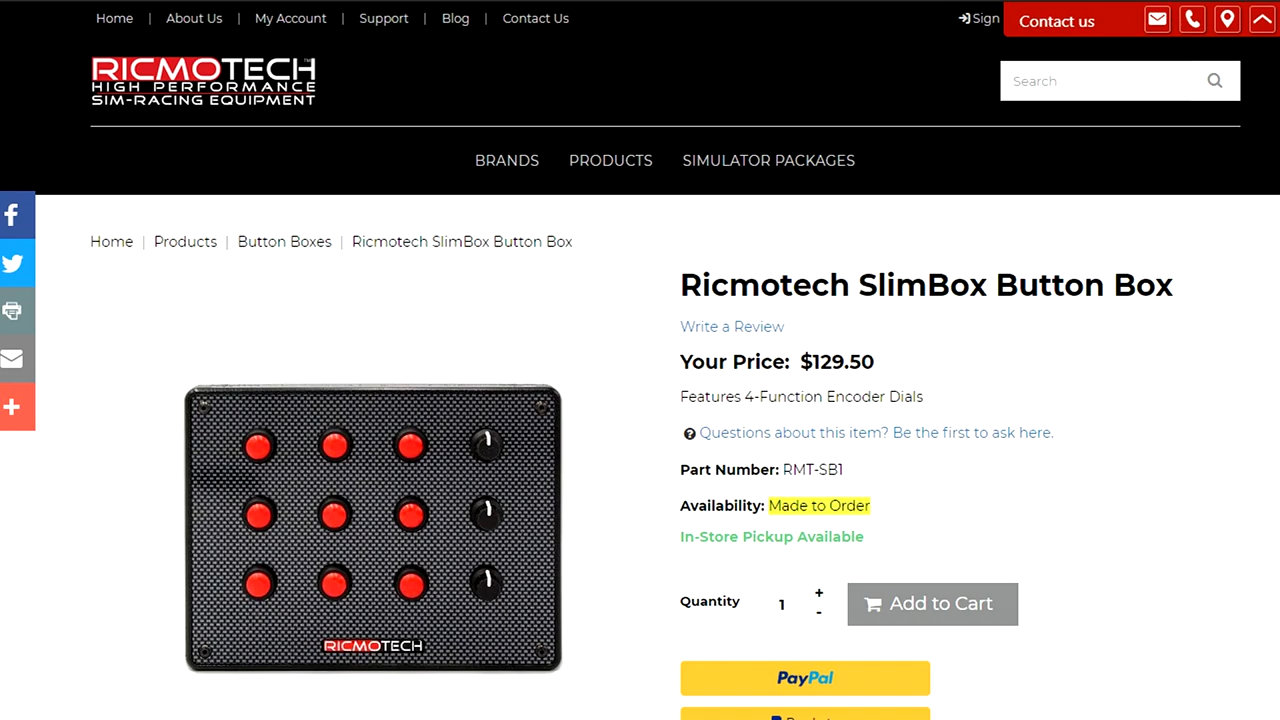 Home | About Us | My Account | Support | Blog | Contact Us
Sign
Contact us
RICMOTECH
HIGH PERFORMANCE
SIM-RACING EQUIPMENT
Search
BRANDS PRODUCTS SIMULATOR PACKAGES
Home | Products | Button Boxes | Ricmotech SlimBox Button Box
Ricmotech SlimBox Button Box
Write a Review
Your Price: $129.50
Features 4-Function Encoder Dials
Questions about this item? Be the first to ask here.
Part Number: RMT-SB1
Availability: Made to Order
In-Store Pickup Available
Quantity 1 + -
Add to Cart
RICMOTECH
PayPal